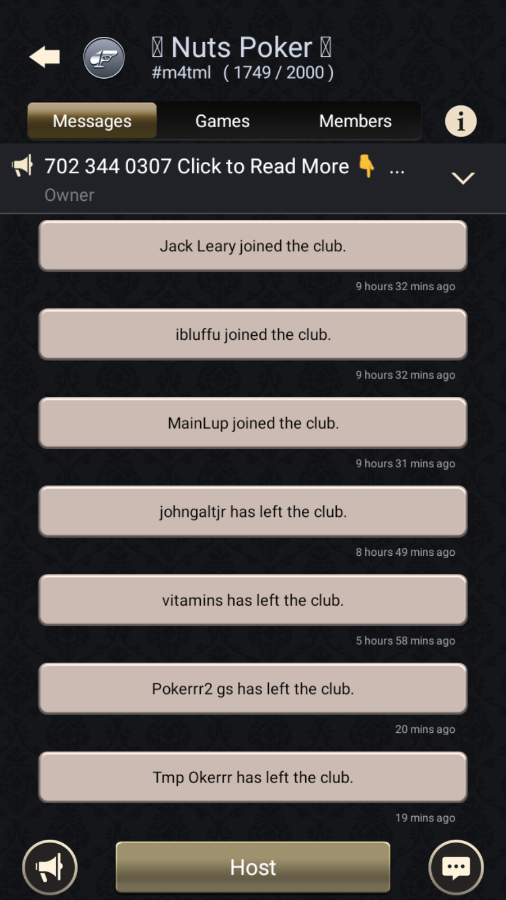 Nuts Poker
#m4tml ( 1749 / 2000 )
Messages Games Members
i
702 344 0307 Click to Read More 👇 ...
Owner
Jack Leary joined the club.
9 hours 32 mins ago
ibluffu joined the club.
9 hours 32 mins ago
MainLup joined the club.
9 hours 31 mins ago
johngaltjr has left the club.
8 hours 49 mins ago
vitamins has left the club.
5 hours 58 mins ago
Pokerrr2 gs has left the club.
20 mins ago
Tmp Okerrr has left the club.
19 mins ago
Host